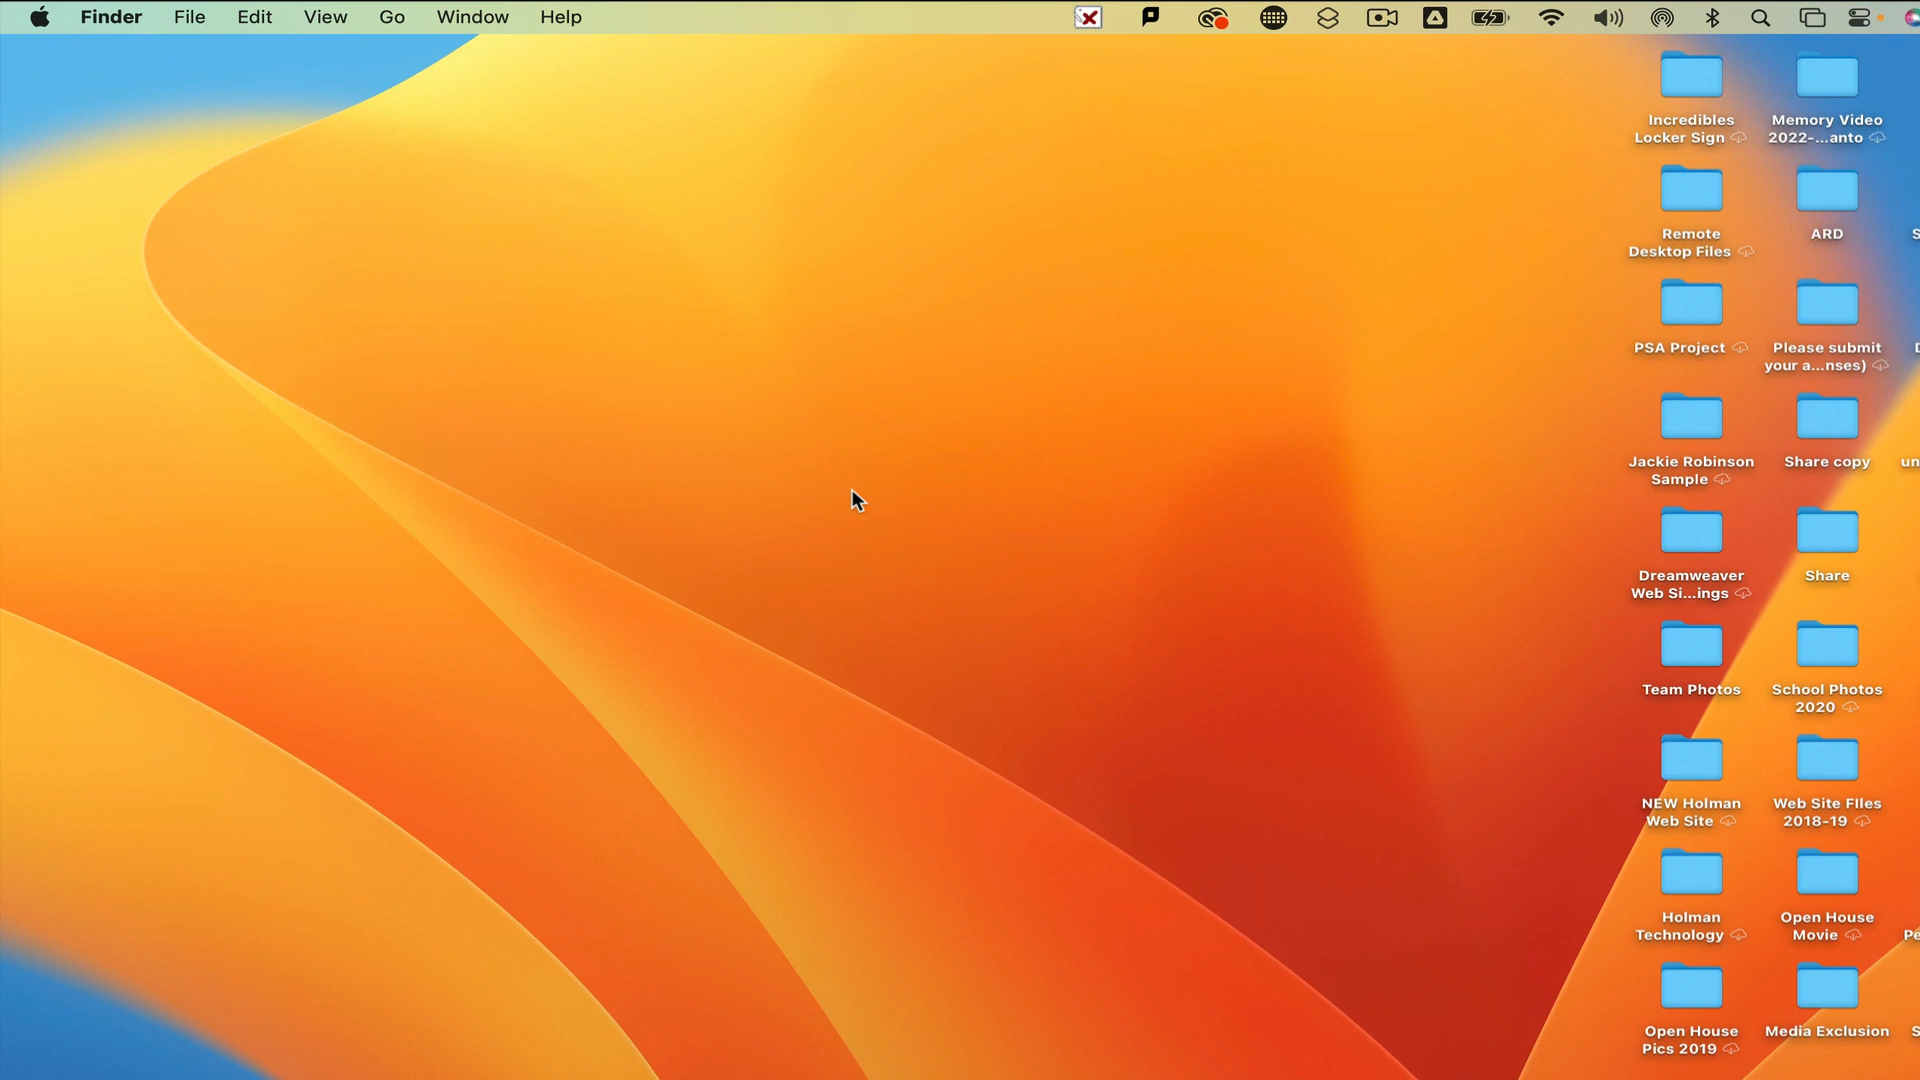 Finder File Edit View Go Window Help
Incredibles
Locker Sign
Memory Video
2022-...anto
Remote
Desktop Files
ARD
PSA Project
Please submit
your a...nses)
Jackie Robinson
Sample
Share copy
Dreamweaver
Web Si...ings
Share
Team Photos
School Photos
2020
NEW Holman
Web Site
Web Site FIles
2018-19
Holman
Technology
Open House
Movie
Open House
Pics 2019
Media Exclusion